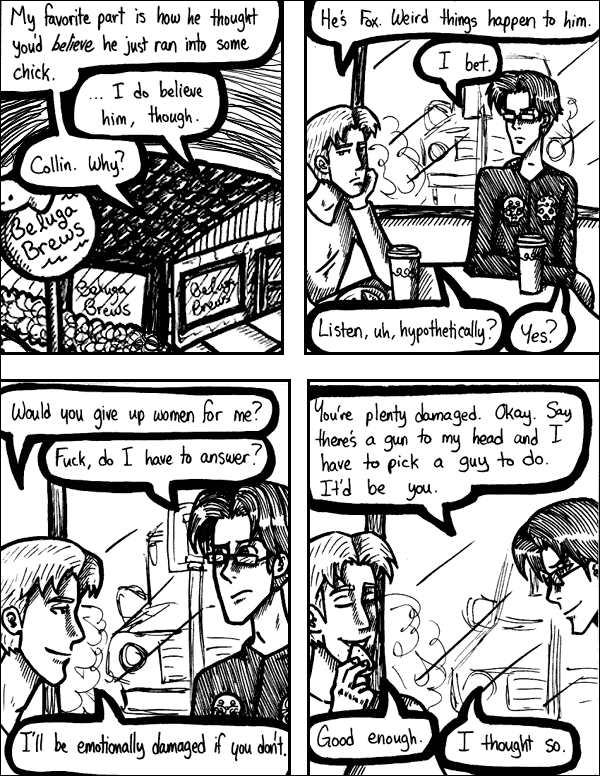 My favorite part is how he thought
you'd believe he just ran into some
chick.
... I do believe
him, though.
Collin. Why?
Beluga
Brews
Beluga
Brews
Beluga
Brews
He's Fox. Weird things happen to him.
I bet.
Listen, uh, hypothetically?
Yes?
Would you give up women for me?
Fuck, do I have to answer?
I'll be emotionally damaged if you don't.
You're plenty damaged. Okay. Say
there's a gun to my head and I
have to pick a guy to do.
It'd be you.
Good enough.
I thought so.